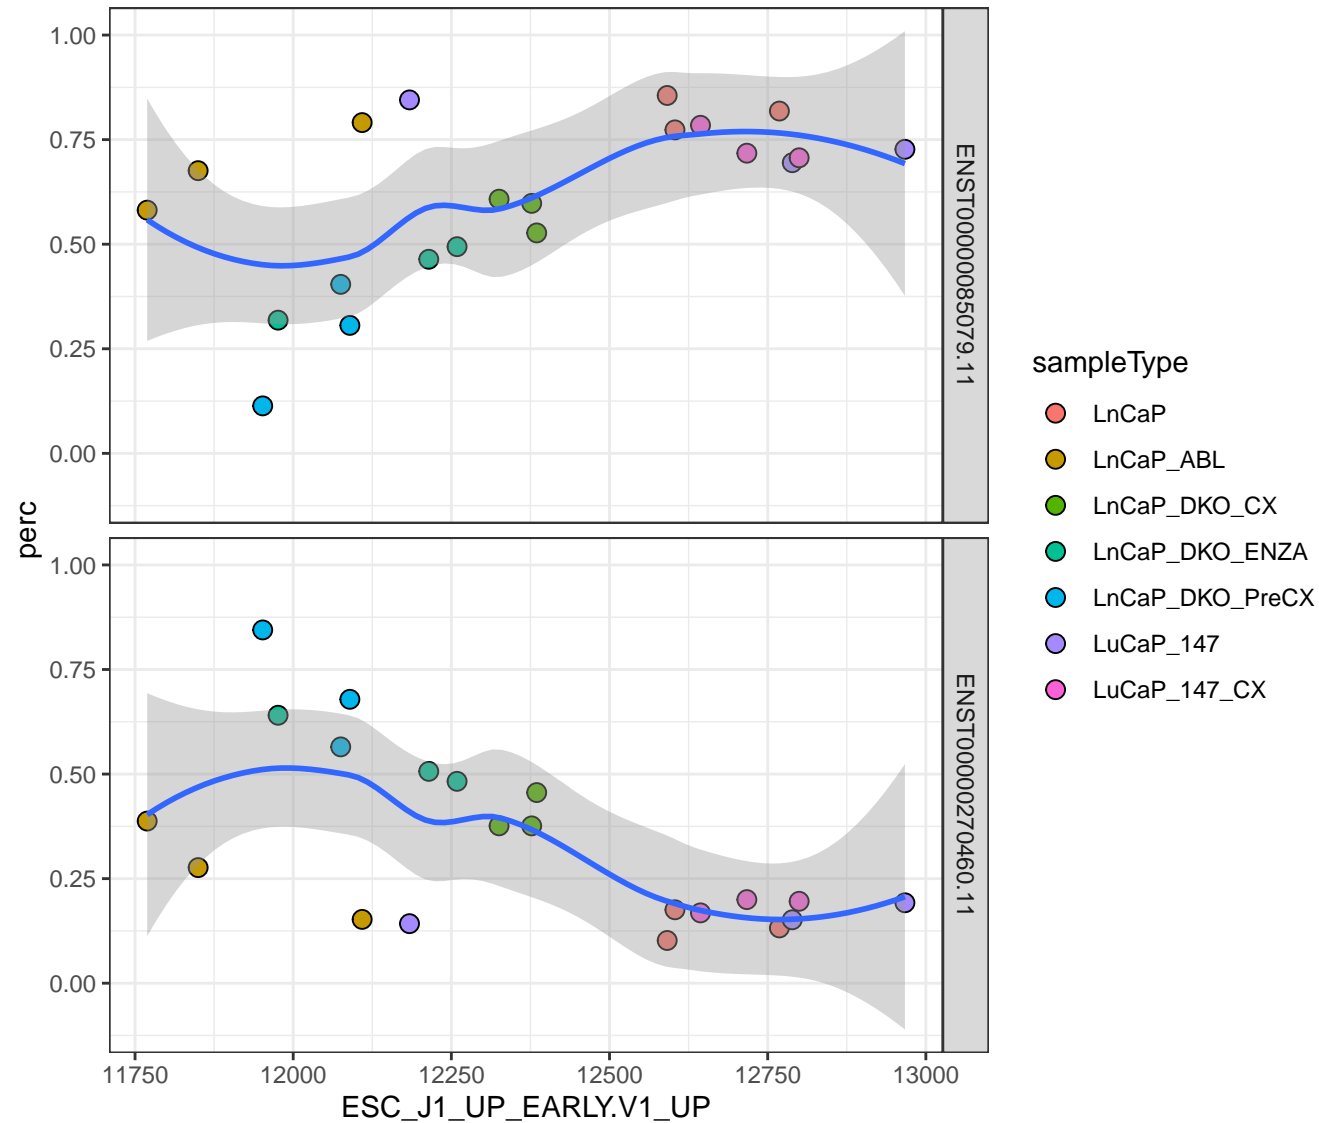 1.00
0.75
0.50
0.25
0.00
ENST00000085079.11
1.00
0.75
0.50
0.25
0.00
ENST00000270460.11
perc
11750 12000 12250 12500 12750 13000
ESC_J1_UP_EARLY.V1_UP
sampleType
LnCaP
LnCaP_ABL
LnCaP_DKO_CX
LnCaP_DKO_ENZA
LnCaP_DKO_PreCX
LuCaP_147
LuCaP_147_CX